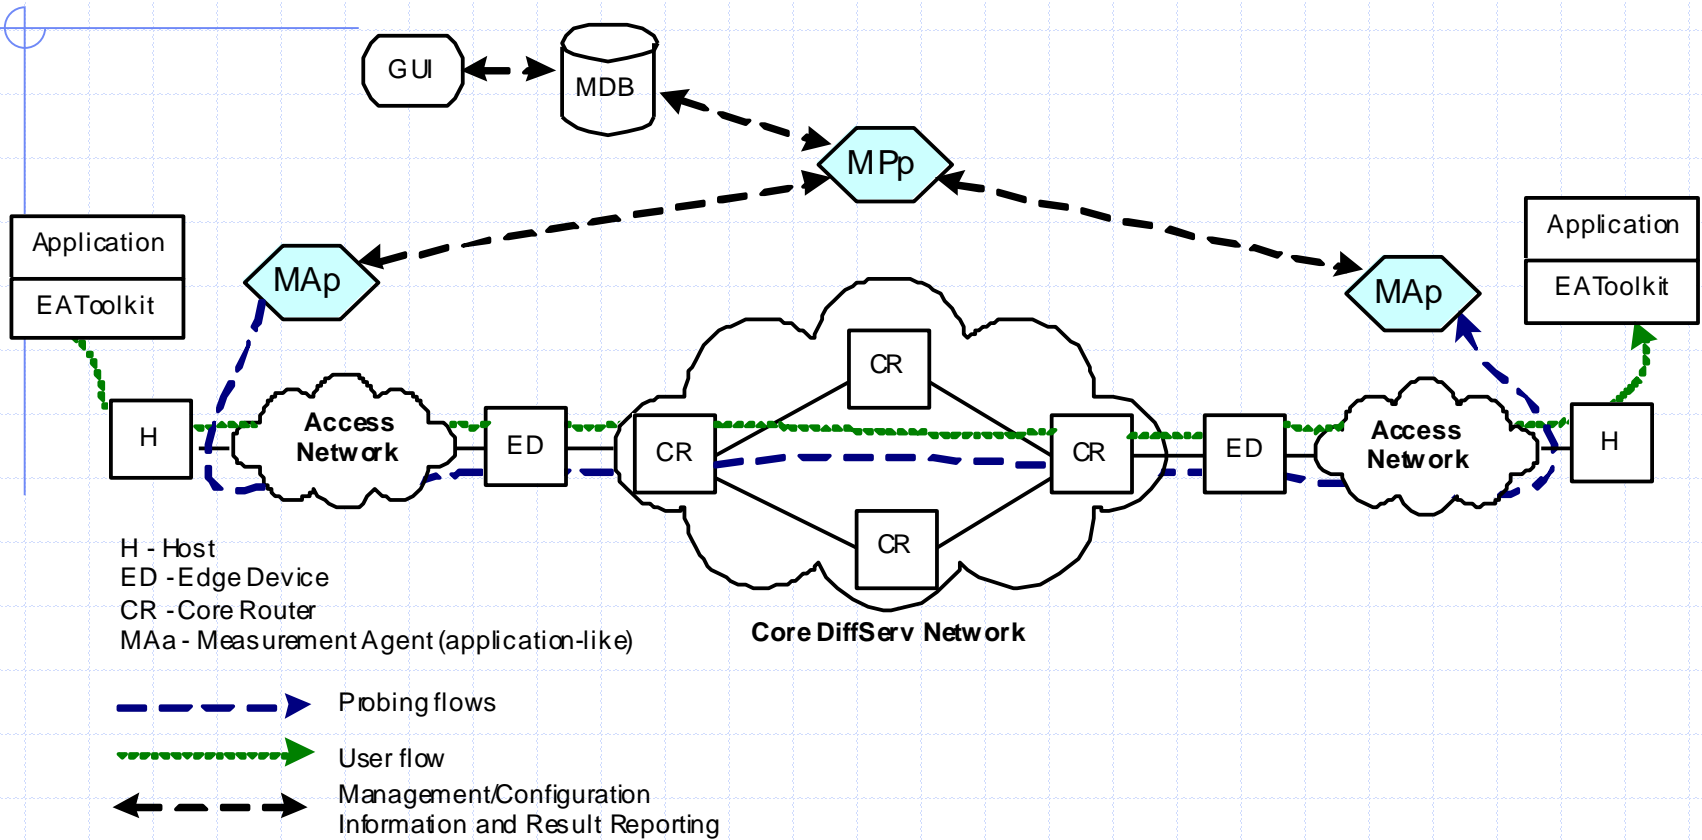 GUI
MDB
MPp
Application
EAToolkit
MAp
MAp
Application
EAToolkit
CR
H
Access
Network
ED
CR
CR
ED
Access
Network
H
CR
H - Host
ED - Edge Device
CR - Core Router
MAa - Measurement Agent (application-like)
Core DiffServ Network
Probing flows
User flow
Management/Configuration
Information and Result Reporting